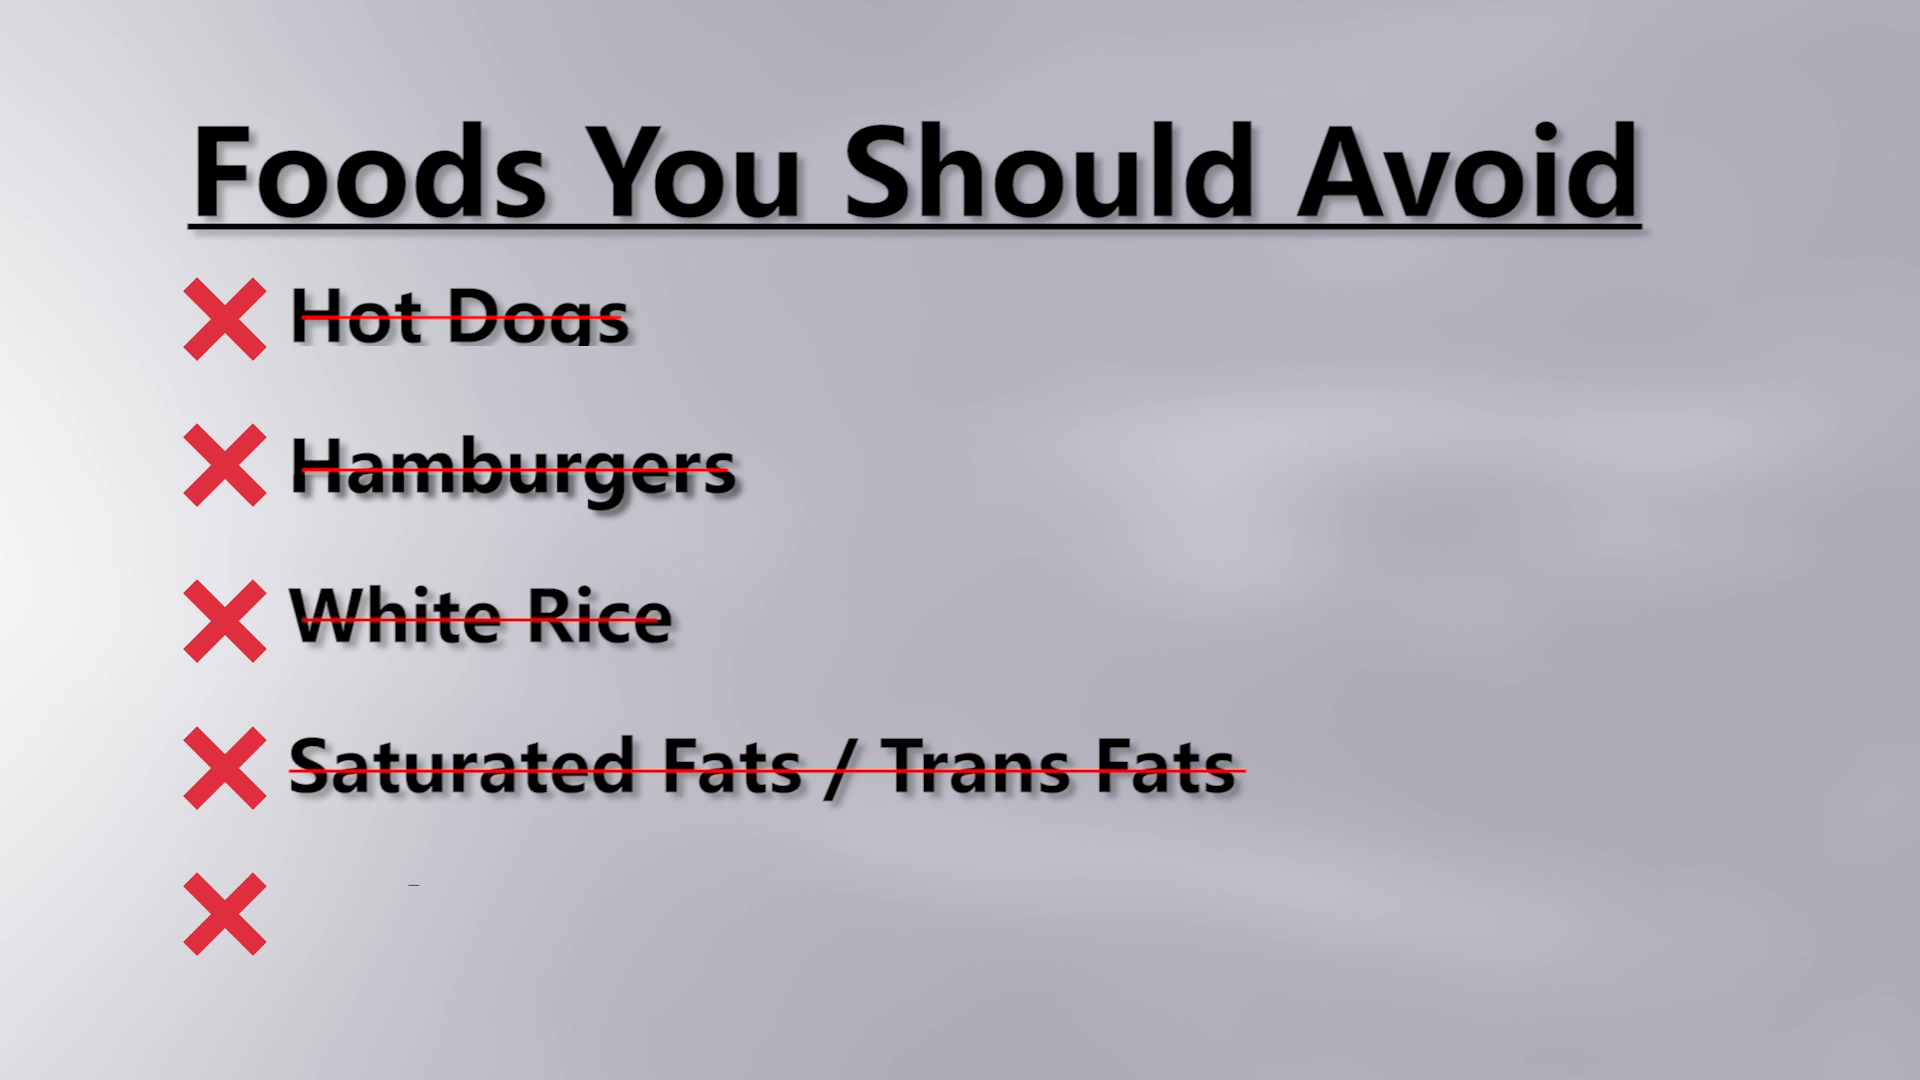 Foods You Should Avoid
Hot Dogs
Hamburgers
White Rice
Saturated Fats / Trans Fats